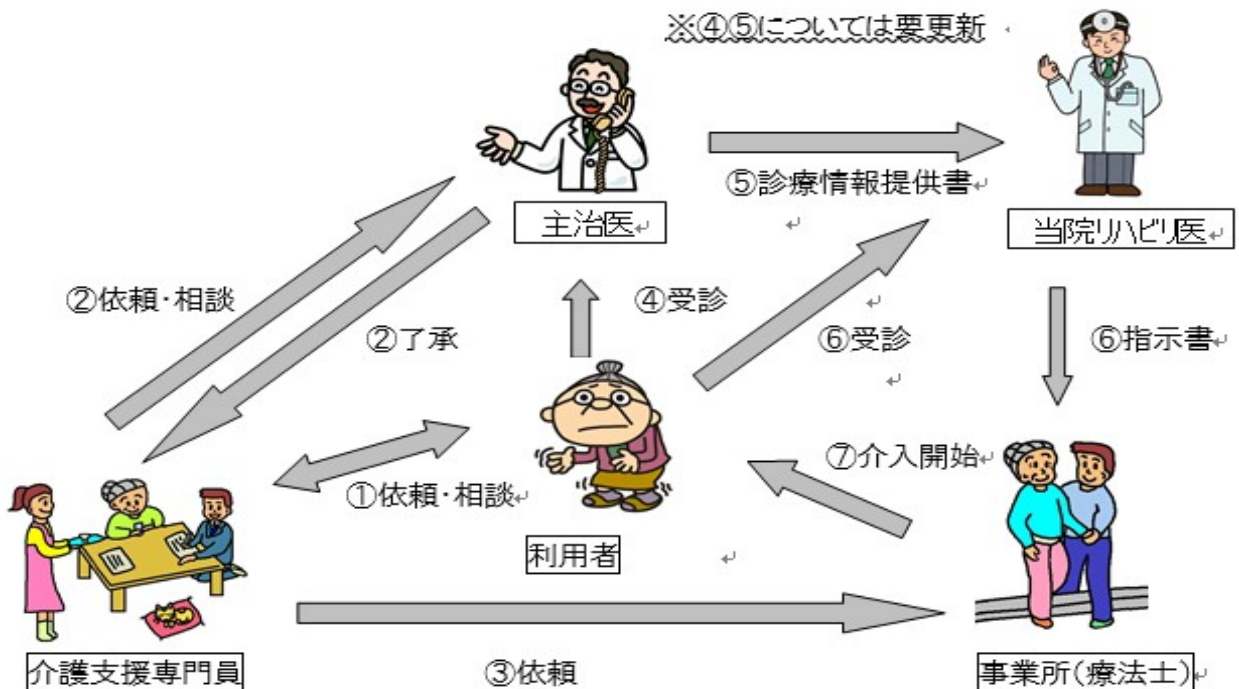 ※④⑤については要更新
⑤診療情報提供書
主治医
当院リハビリ医
②依頼・相談
④受診
②了承
⑥受診
⑥指示書
⑦介入開始
①依頼・相談
利用者
介護支援専門員
③依頼
事業所(療法士)